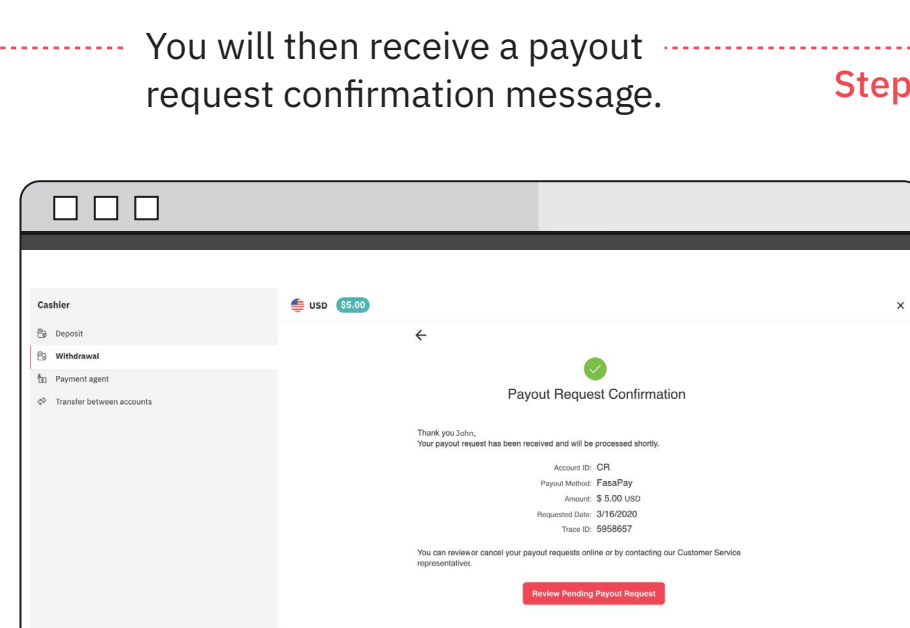 You will then receive a payout
request confirmation message.
Step
Cashier
USD $5.00
Deposit
Withdrawal
Payment agent
Transfer between accounts
Payout Request Confirmation
Thank you John,
Your payout request has been received and will be processed shortly.
Account ID: CR
Payout Method: FasaPay
Amount: $ 5.00 USD
Requested Date: 3/16/2020
Trace ID: 5958657
You can review or cancel your payout requests online or by contacting our Customer Service
representativer.
Review Pending Payout Request